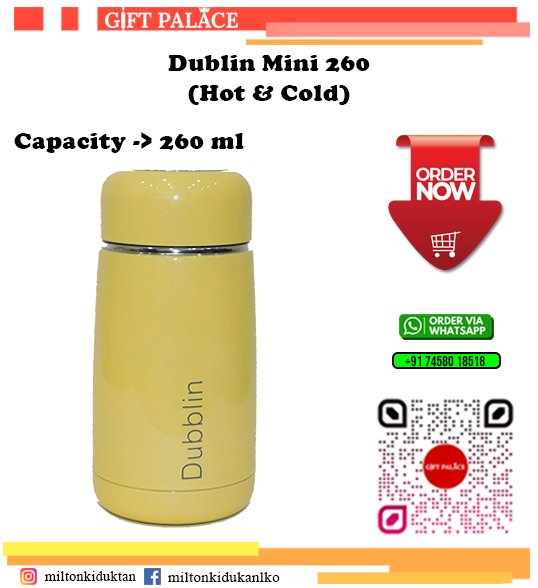 GIFT PALACE
Dublin Mini 260
(Hot & Cold)
Capacity -> 260 ml
ORDER
NOW
Dubblin
ORDER VIA
WHATSAPP
+91 74580 18518
GIFT PALACE
miltonkiduktan
miltonkidukanlko